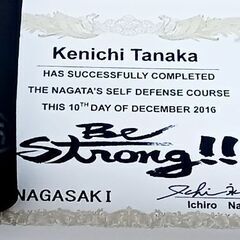 Kenichi Tanaka
HAS SUCCESSFULLY COMPLETED
THE NAGATA'S SELF DEFENSE COURSE
THIS 10TH DAY OF DECEMBER 2016
Be
Strong!!
NAGASAKI
Ichiro Na